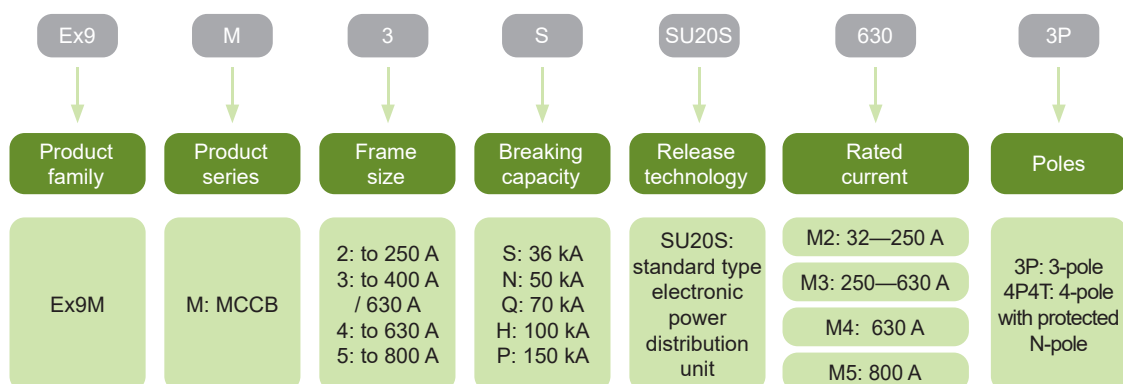 Ex9
M
3
S
SU20S
630
3P
Product
family
Product
series
Frame
size
Breaking
capacity
Release
technology
Rated
current
Poles
Ex9M
M: MCCB
2: to 250 A
3: to 400 A
/ 630 A
4: to 630 A
5: to 800 A
S: 36 kA
N: 50 kA
Q: 70 kA
H: 100 kA
P: 150 kA
SU20S:
standard type
electronic
power
distribution
unit
M2: 32—250 A
M3: 250—630 A
M4: 630 A
M5: 800 A
3P: 3-pole
4P4T: 4-pole
with protected
N-pole